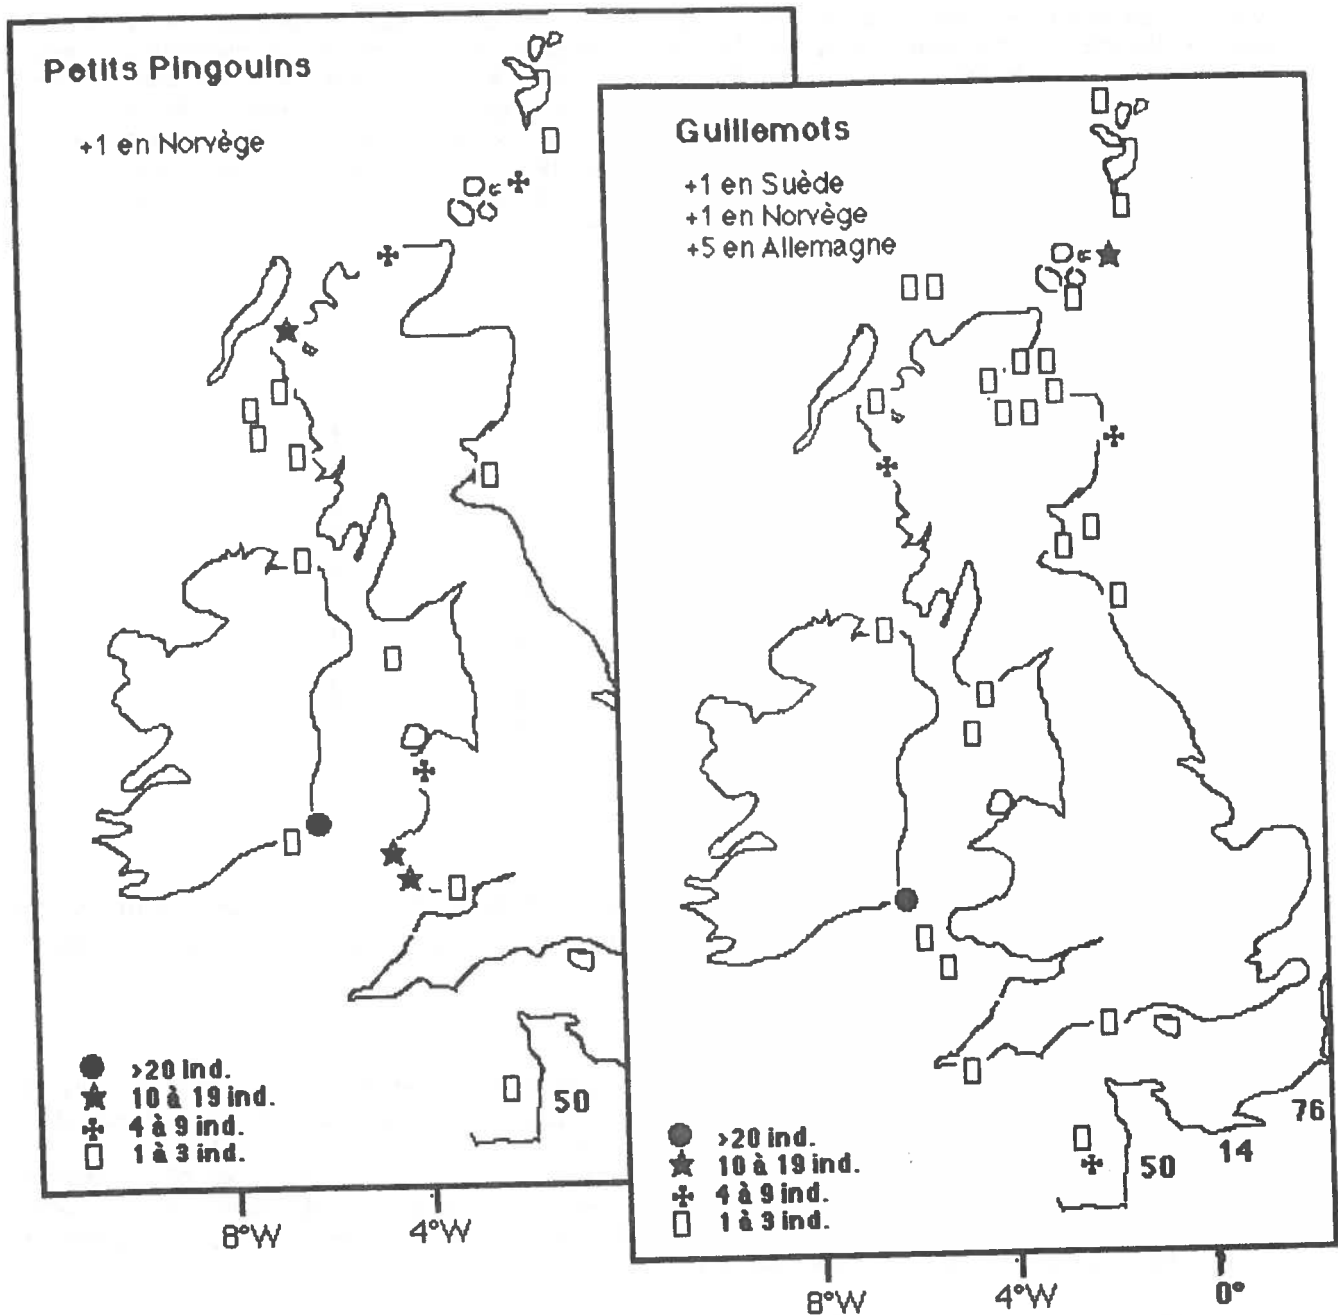 Petits Pingouins
+1 en Norvège
>20 ind.
10 à 19 ind.
4 à 9 ind.
1 à 3 ind.
50
8°W
4°W
Guillemots
+1 en Suède
+1 en Norvège
+5 en Allemagne
>20 ind.
10 à 19 ind.
4 à 9 ind.
1 à 3 ind.
50
14
76
8°W
4°W
0°